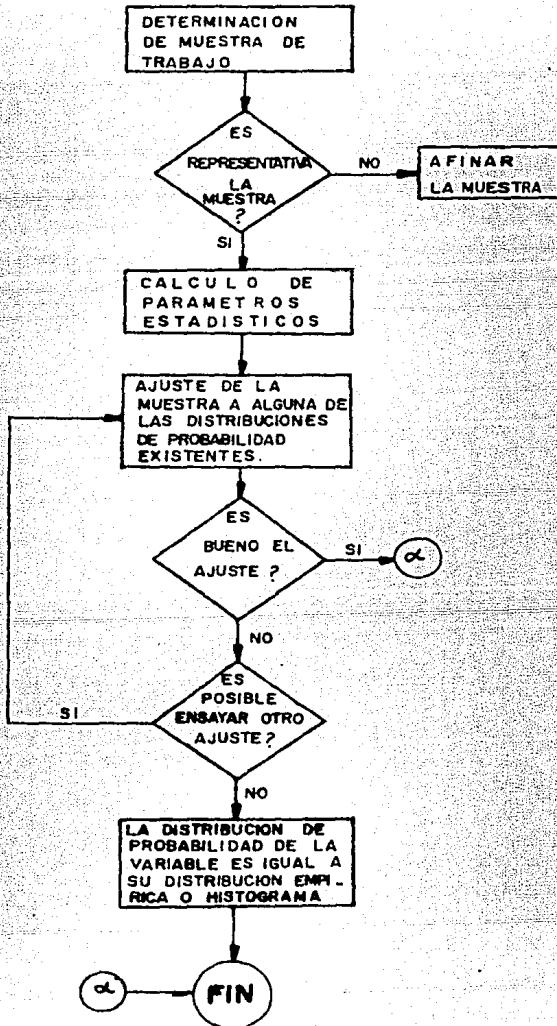 DETERMINACION
DE MUESTRA DE
TRABAJO
ES
REPRESENTATIVA
LA
MUESTRA
?
NO
AFINAR
LA MUESTRA
SI
CALCULO DE
PARAMETROS
ESTADISTICOS
AJUSTE DE LA
MUESTRA A ALGUNA DE
LAS DISTRIBUCIONES
DE PROBABILIDAD
EXISTENTES.
ES
BUENO EL
AJUSTE ?
SI
α
NO
ES
POSIBLE
ENSAYAR OTRO
AJUSTE?
SI
NO
LA DISTRIBUCION DE
PROBABILIDAD DE LA
VARIABLE ES IGUAL A
SU DISTRIBUCION EMPI_
RICA O HISTOGRAMA
α
FIN